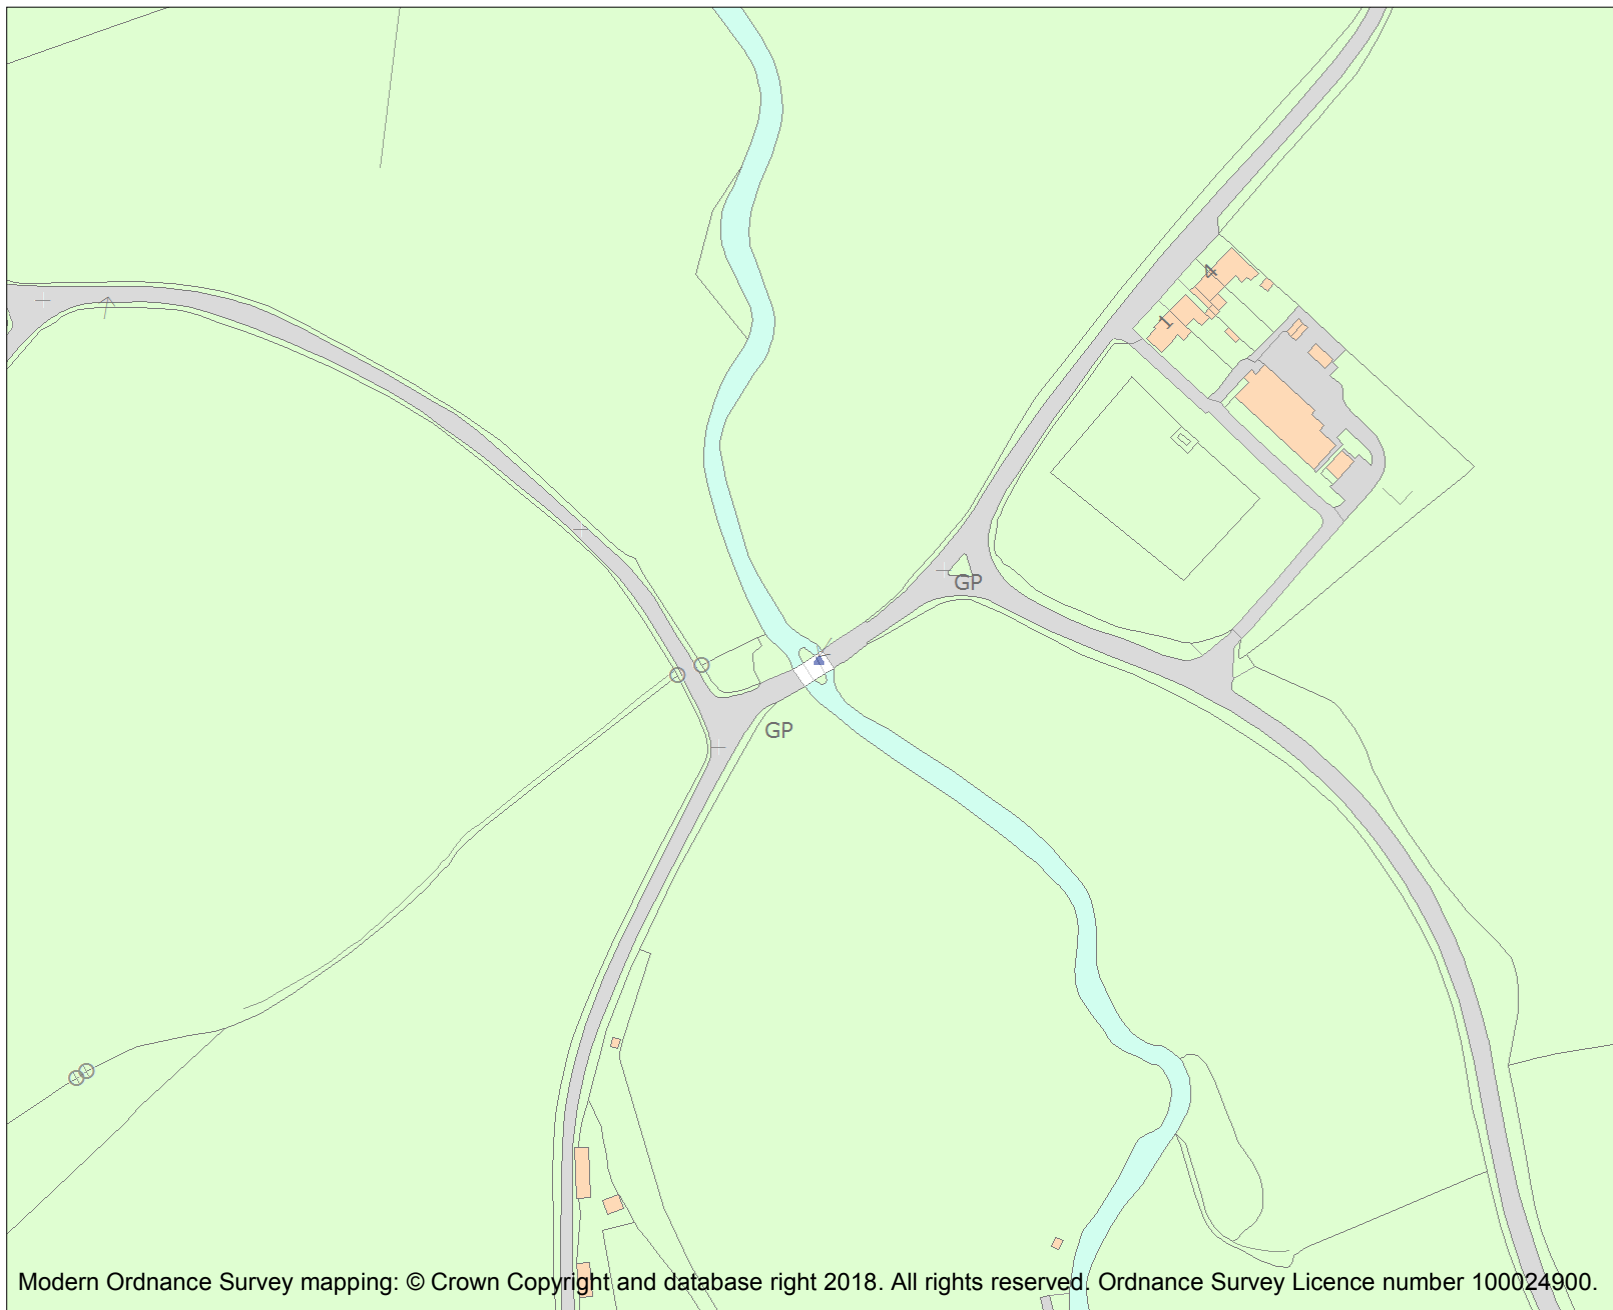 4
1
GP
GP
Modern Ordnance Survey mapping: © Crown Copyright and database right 2018. All rights reserved. Ordnance Survey Licence number 100024900.